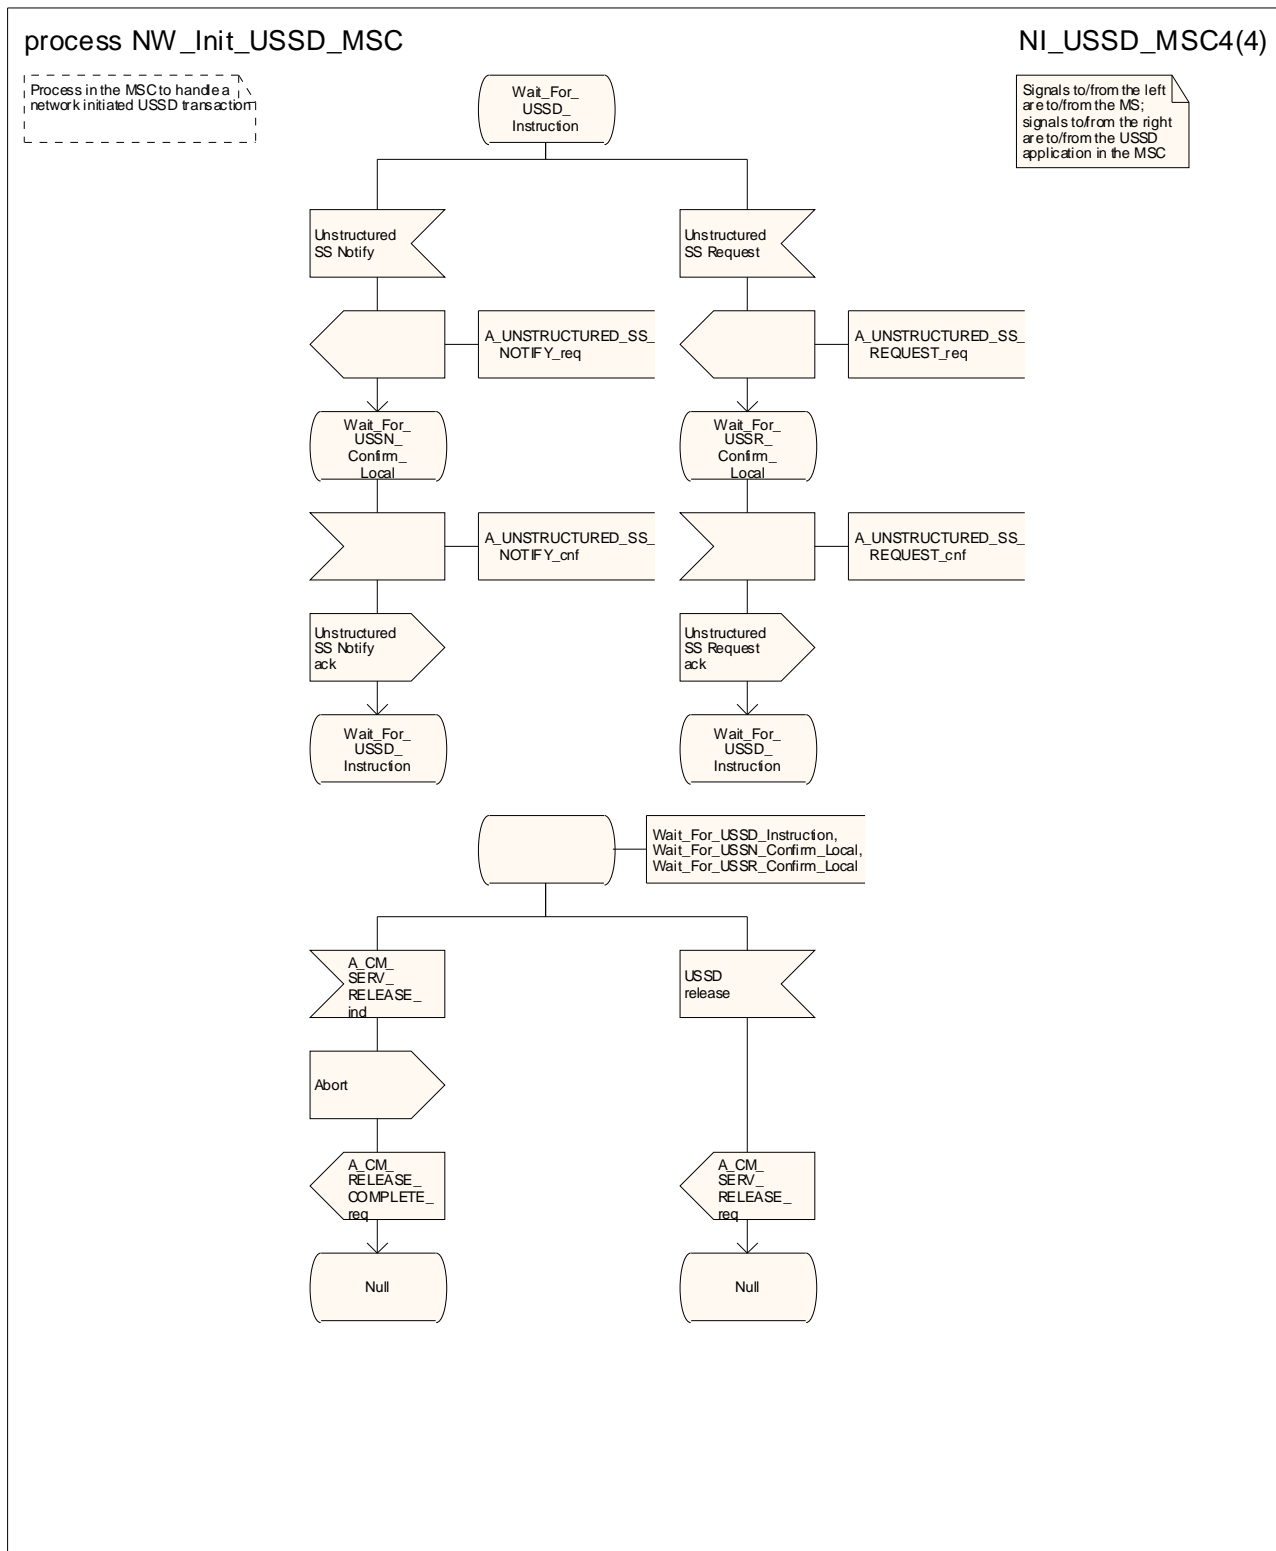 process NW_Init_USSD_MSC
NI_USSD_MSC4(4)
Process in the MSC to handle a
network initiated USSD transaction
Signals to/from the left
are to/from the MS;
signals to/from the right
are to/from the USSD
application in the MSC
Wait_For_
USSD_
Instruction
Unstructured
SS Notify
Unstructured
SS Request
A_UNSTRUCTURED_SS_
NOTIFY_req
A_UNSTRUCTURED_SS_
REQUEST_req
Wait_For_
USSN_
Confirm_
Local
Wait_For_
USSR_
Confirm_
Local
A_UNSTRUCTURED_SS_
NOTIFY_cnf
A_UNSTRUCTURED_SS_
REQUEST_cnf
Unstructured
SS Notify
ack
Unstructured
SS Request
ack
Wait_For_
USSD_
Instruction
Wait_For_
USSD_
Instruction
Wait_For_USSD_Instruction,
Wait_For_USSN_Confirm_Local,
Wait_For_USSR_Confirm_Local
A_CM_
SERV_
RELEASE_
ind
USSD
release
Abort
A_CM_
RELEASE_
COMPLETE_
req
A_CM_
SERV_
RELEASE_
req
Null
Null